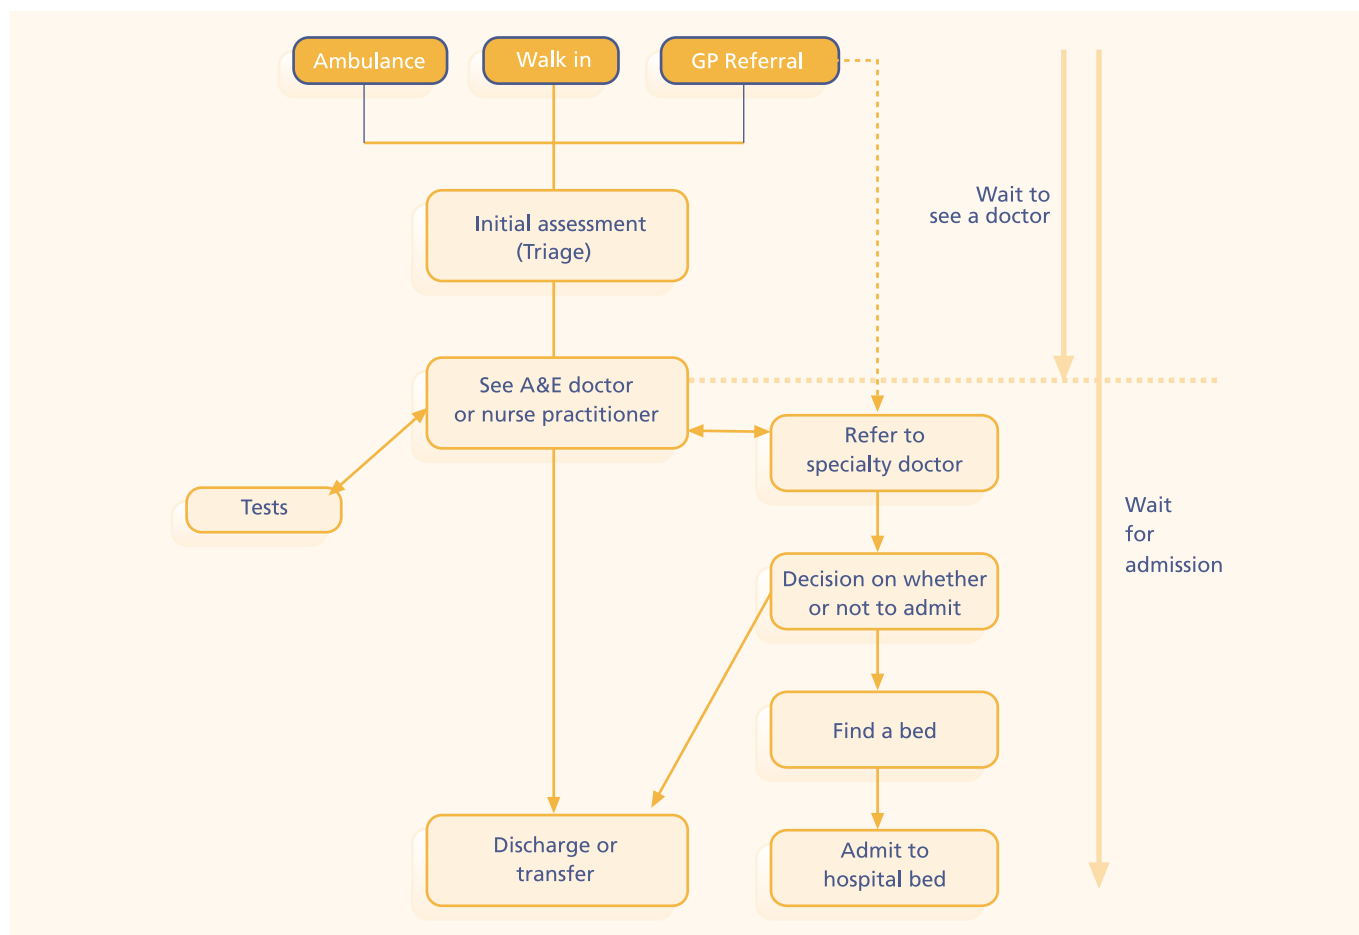 Ambulance
Walk in
GP Referral
Initial assessment
(Triage)
Wait to
see a doctor
See A&E doctor
or nurse practitioner
Refer to
specialty doctor
Tests
Wait
for
admission
Decision on whether
or not to admit
Find a bed
Discharge or
transfer
Admit to
hospital bed